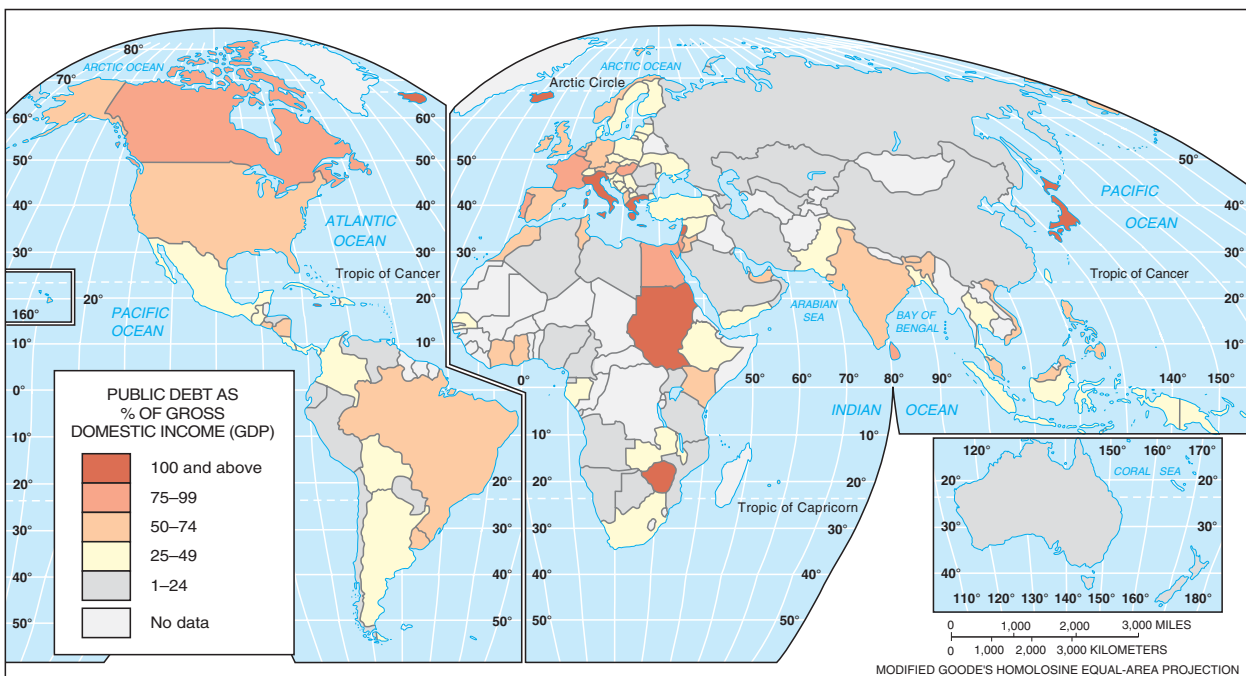 80°
ARCTIC OCEAN
70°
60°
50°
40°
30°
ATLANTIC
OCEAN
Tropic of Cancer
20°
160°
PACIFIC
OCEAN
10°
0°
10°
20°
30°
40°
50°
40°
50°
ARCTIC OCEAN
Arctic Circle
60°
50°
40°
30°
20°
10°
0°
10°
20°
30°
40°
50°
PACIFIC
OCEAN
50°
40°
30°
Tropic of Cancer
20°
10°
0°
ARABIAN
SEA
BAY OF
BENGAL
50°
60°
70°
80°
90°
140°
150°
INDIAN
OCEAN
10°
20°
Tropic of Capricorn
30°
40°
50°
PUBLIC DEBT AS
% OF GROSS
DOMESTIC INCOME (GDP)
100 and above
75–99
50–74
25–49
1–24
No data
120°
150°
160°
170°
CORAL SEA
20°
20°
30°
30°
40°
40°
110°
120°
130°
140°
150°
160°
180°
0 1,000 2,000 3,000 MILES
0 1,000 2,000 3,000 KILOMETERS
MODIFIED GOODE'S HOMOLOSINE EQUAL-AREA PROJECTION